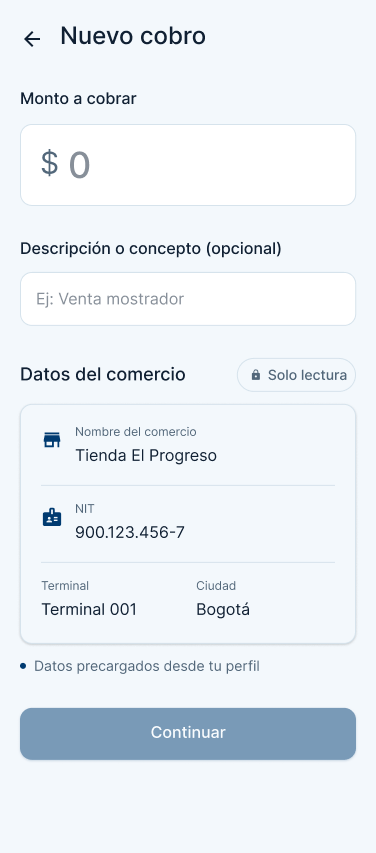 Nuevo cobro
Monto a cobrar
$ 0
Descripción o concepto (opcional)
Ej: Venta mostrador
Datos del comercio
Solo lectura
Nombre del comercio
Tienda El Progreso
NIT
900.123.456-7
Terminal
Ciudad
Terminal 001
Bogotá
Datos precargados desde tu perfil
Continuar